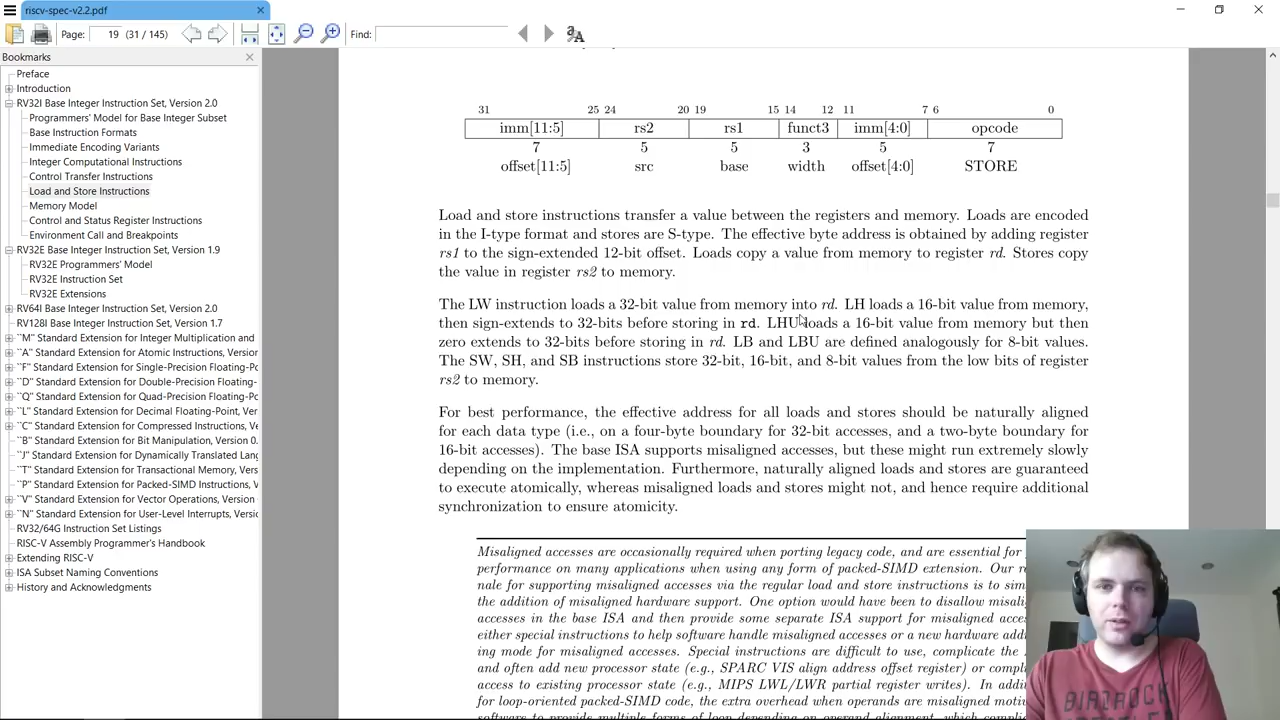 riscv-spec-v2.2.pdf
Page: 19 (31 / 145) Find:
Bookmarks
Preface
Introduction
RV32I Base Integer Instruction Set, Version 2.0
Programmers' Model for Base Integer Subset
Base Instruction Formats
Immediate Encoding Variants
Integer Computational Instructions
Control Transfer Instructions
Load and Store Instructions
Memory Model
Control and Status Register Instructions
Environment Call and Breakpoints
RV32E Base Integer Instruction Set, Version 1.9
RV32E Programmers' Model
RV32E Instruction Set
RV32E Extensions
RV64I Base Integer Instruction Set, Version 2.0
RV128I Base Integer Instruction Set, Version 1.7
``M'' Standard Extension for Integer Multiplication and
``A'' Standard Extension for Atomic Instructions, Version
``F'' Standard Extension for Single-Precision Floating-Po
``D'' Standard Extension for Double-Precision Floating-
``Q'' Standard Extension for Quad-Precision Floating-Po
``L'' Standard Extension for Decimal Floating-Point, Ver
``C'' Standard Extension for Compressed Instructions, Ve
``B'' Standard Extension for Bit Manipulation, Version 0.
``J'' Standard Extension for Dynamically Translated Lang
``T'' Standard Extension for Transactional Memory, Vers
``P'' Standard Extension for Packed-SIMD Instructions,
``V'' Standard Extension for Vector Operations, Version
``N'' Standard Extension for User-Level Interrupts, Versio
RV32/64G Instruction Set Listings
RISC-V Assembly Programmer's Handbook
Extending RISC-V
ISA Subset Naming Conventions
History and Acknowledgments
31 25 24 20 19 15 14 12 11 7 6 0
imm[11:5] rs2 rs1 funct3 imm[4:0] opcode
7 5 5 3 5 7
offset[11:5] src base width offset[4:0] STORE
Load and store instructions transfer a value between the registers and memory. Loads are encoded
in the I-type format and stores are S-type. The effective byte address is obtained by adding register
rs1 to the sign-extended 12-bit offset. Loads copy a value from memory to register rd. Stores copy
the value in register rs2 to memory.
The LW instruction loads a 32-bit value from memory into rd. LH loads a 16-bit value from memory,
then sign-extends to 32-bits before storing in rd. LHU loads a 16-bit value from memory but then
zero extends to 32-bits before storing in rd. LB and LBU are defined analogously for 8-bit values.
The SW, SH, and SB instructions store 32-bit, 16-bit, and 8-bit values from the low bits of register
rs2 to memory.
For best performance, the effective address for all loads and stores should be naturally aligned
for each data type (i.e., on a four-byte boundary for 32-bit accesses, and a two-byte boundary for
16-bit accesses). The base ISA supports misaligned accesses, but these might run extremely slowly
depending on the implementation. Furthermore, naturally aligned loads and stores are guaranteed
to execute atomically, whereas misaligned loads and stores might not, and hence require additional
synchronization to ensure atomicity.
Misaligned accesses are occasionally required when porting legacy code, and are essential for
performance on many applications when using any form of packed-SIMD extension. Our r
nale for supporting misaligned accesses via the regular load and store instructions is to sim
the addition of misaligned hardware support. One option would have been to disallow misali
accesses in the base ISA and then provide some separate ISA support for misaligned acces
either special instructions to help software handle misaligned accesses or a new hardware add
ing mode for misaligned accesses. Special instructions are difficult to use, complicate the
and often add new processor state (e.g., SPARC VIS align address offset register) or compl
access to existing processor state (e.g., MIPS LWL/LWR partial register writes). In addi
for loop-oriented packed-SIMD code, the extra overhead when operands are misaligned moti
software to provide multiple forms of loop depending on operand alignment, which compli